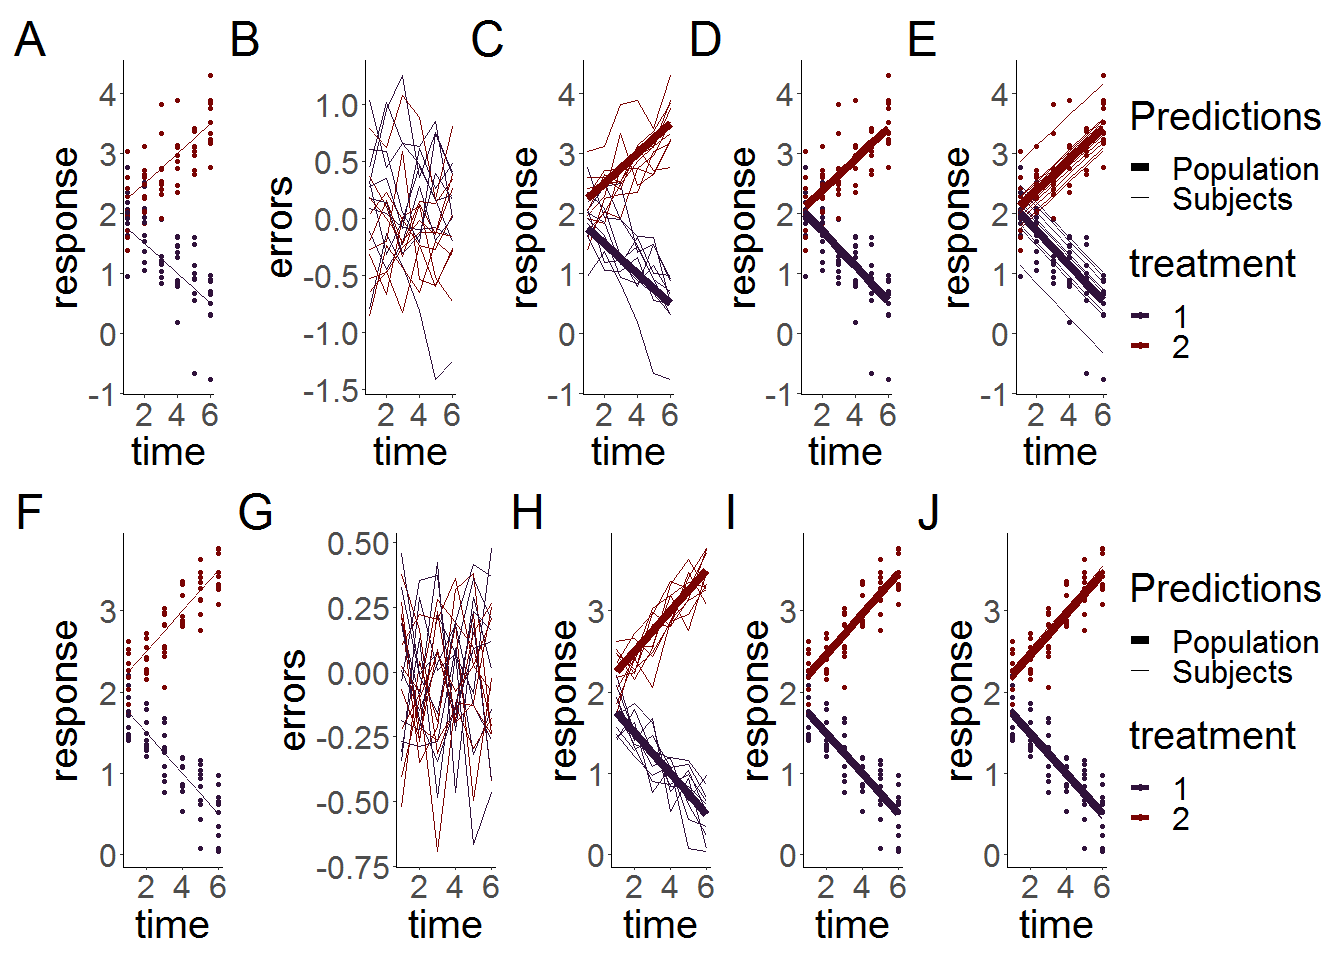 A B C D E
response
4
3
2
1
0
-1
2 4 6
time
errors
1.0
0.5
0.0
-0.5
-1.0
-1.5
2 4 6
time
response
4
3
2
1
0
-1
2 4 6
time
response
4
3
2
1
0
-1
2 4 6
time
response
4
3
2
1
0
-1
2 4 6
time
Predictions
Population
Subjects
treatment
1
2
F G H I J
response
3
2
1
0
2 4 6
time
errors
0.50
0.25
0.00
-0.25
-0.50
-0.75
2 4 6
time
response
3
2
1
0
2 4 6
time
response
3
2
1
0
2 4 6
time
response
3
2
1
0
2 4 6
time
Predictions
Population
Subjects
treatment
1
2